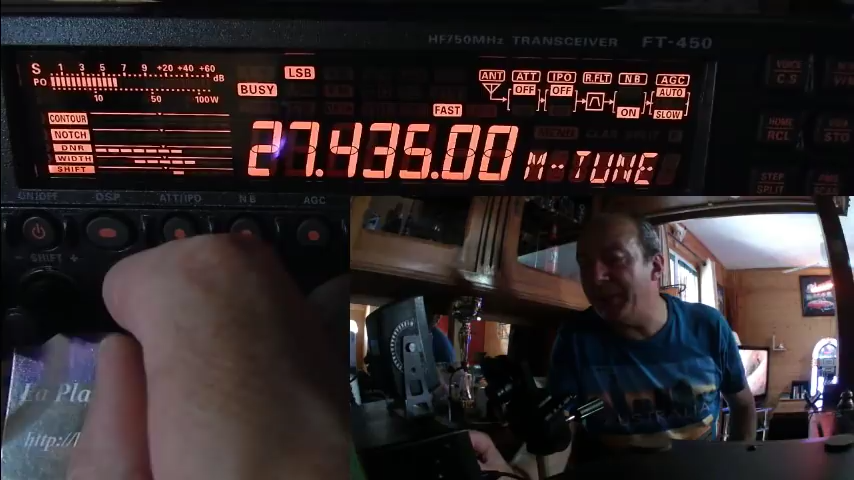 HF/50MHz TRANSCEIVER FT-450
S 1 3 5 7 9 +20 +40 +60 dB
PO 10 50 100W
LSB
BUSY
FAST
ANT ATT IPO R.FLT NB AGC
OFF OFF ON AUTO
SLOW
CONTOUR
NOTCH
DNR
WIDTH
SHIFT
27.435.00 M-TUNE
VOICE
C.S
HOME
RCL
STO
STEP
SPLIT
ON/OFF DSP ATT/IPO NB AGC
- SHIFT +
La Pla
http://
AUSTRALIA